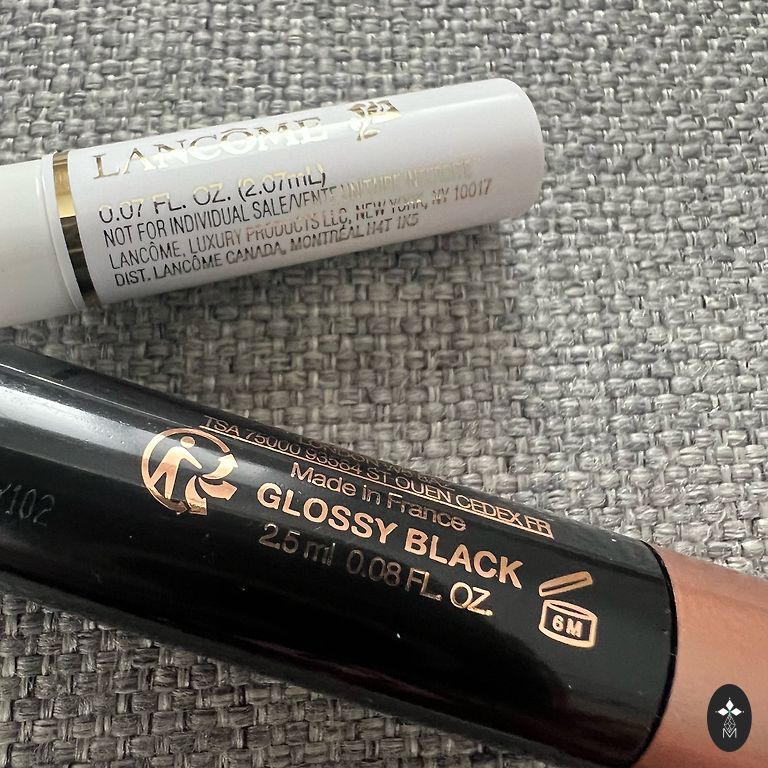 LANCÔME
0.07 FL. OZ. (2.07mL)
NOT FOR INDIVIDUAL SALE/VENTE UNITAIRE INTERDITE
LANCÔME, LUXURY PRODUCTS LLC, NEW YORK, NY 10017
DIST. LANCÔME CANADA, MONTRÉAL H4T 1K5
TSA 75000 93584 ST OUEN CEDEX.FR
Made in France
GLOSSY BLACK
2.5 ml 0.08 FL. OZ.
6M
102
M